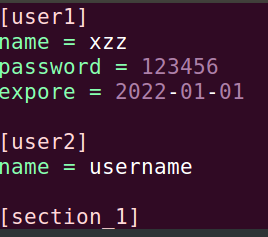 [user1]
name = xzz
password = 123456
expore = 2022-01-01

[user2]
name = username

[section_1]